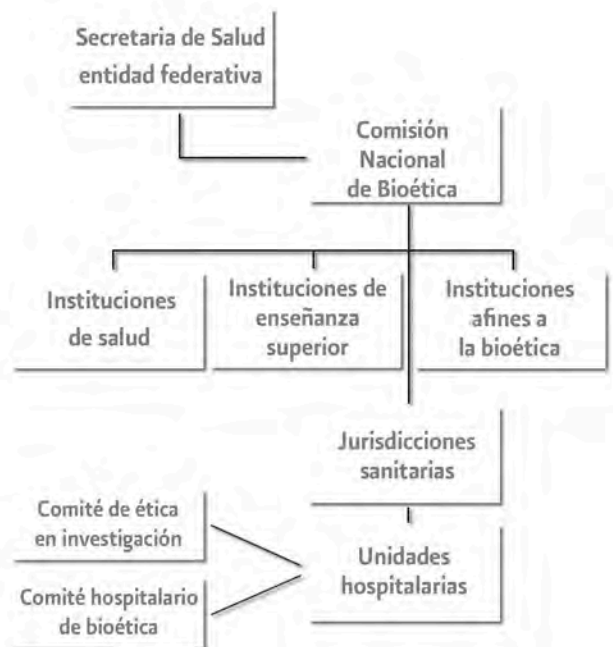 Secretaria de Salud
entidad federativa
Comisión
Nacional
de Bioética
Instituciones
de salud
Instituciones de
enseñanza
superior
Instituciones
afines a
la bioética
Jurisdicciones
sanitarias
Comité de ética
en investigación
Unidades
hospitalarias
Comité hospitalario
de bioética